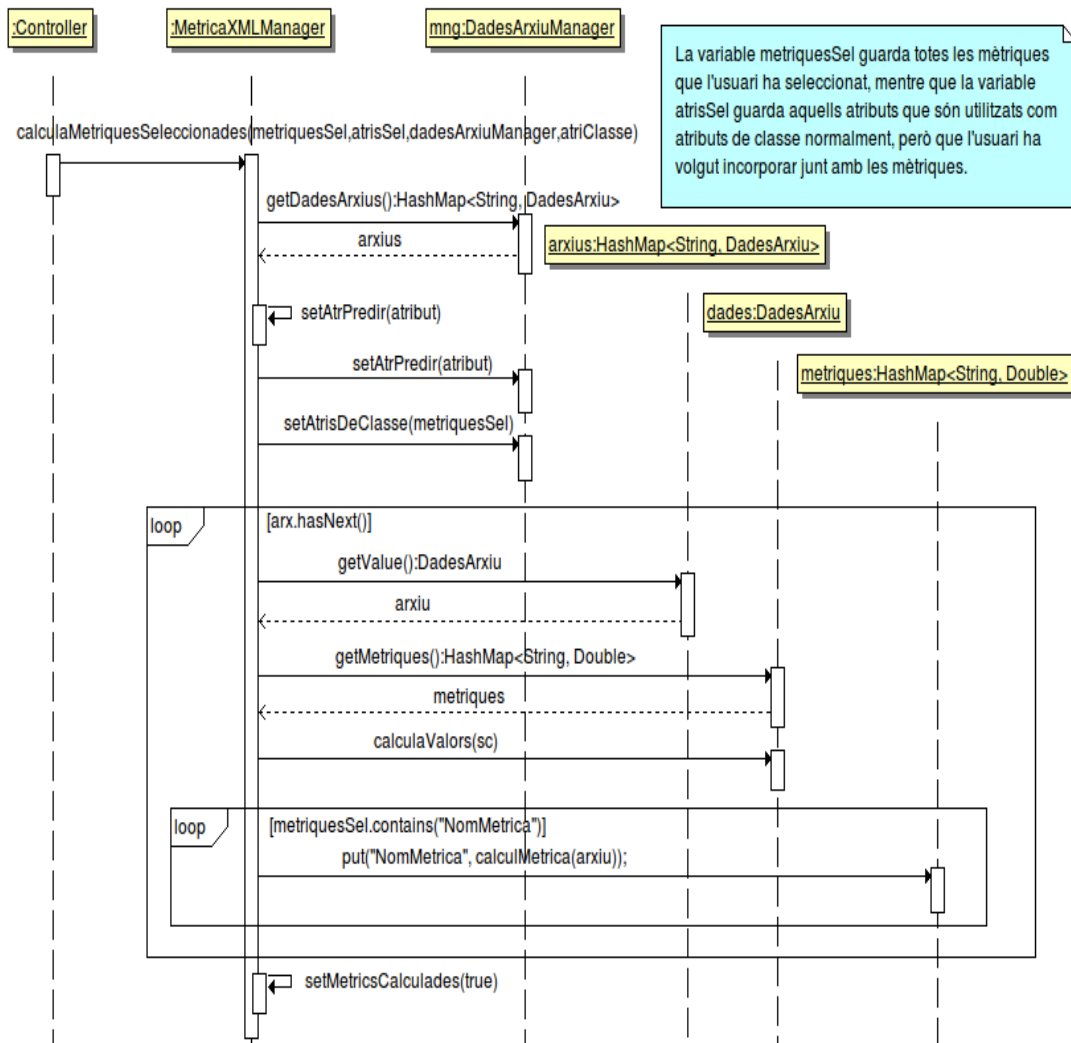 :Controller
:MetricaXMLManager
mng:DadesArxiuManager
La variable metriquesSel guarda totes les mètriques
que l'usuari ha seleccionat, mentre que la variable
atrisSel guarda aquells atributs que són utilitzats com
atributs de classe normalment, però que l'usuari ha
volgut incorporar junt amb les mètriques.
calculaMetriquesSeleccionades(metriquesSel,atrisSel,dadesArxiuManager,atriClasse)
getDadesArxius():HashMap<String, DadesArxiu>
arxius
arxius:HashMap<String, DadesArxiu>
setAtrPredir(atribut)
dades:DadesArxiu
setAtrPredir(atribut)
metriques:HashMap<String, Double>
setAtrisDeClasse(metriquesSel)
loop
[arx.hasNext()]
getValue():DadesArxiu
arxiu
getMetriques():HashMap<String, Double>
metriques
calculaValors(sc)
loop
[metriquesSel.contains("NomMetrica")]
put("NomMetrica", calculMetrica(arxiu));
setMetricsCalculades(true)